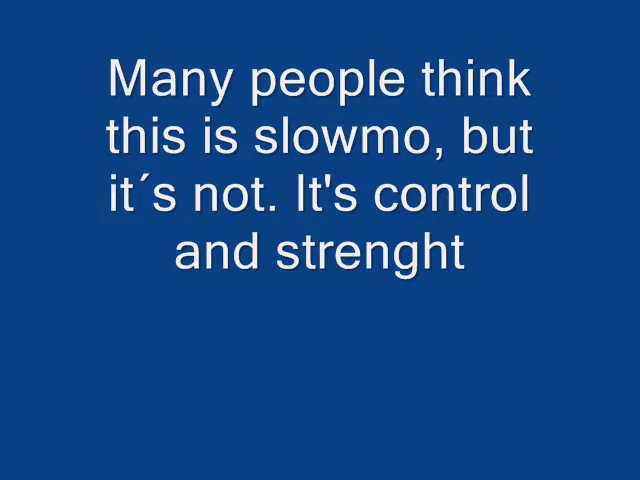 Many people think
this is slowmo, but
it´s not. It's control
and strenght